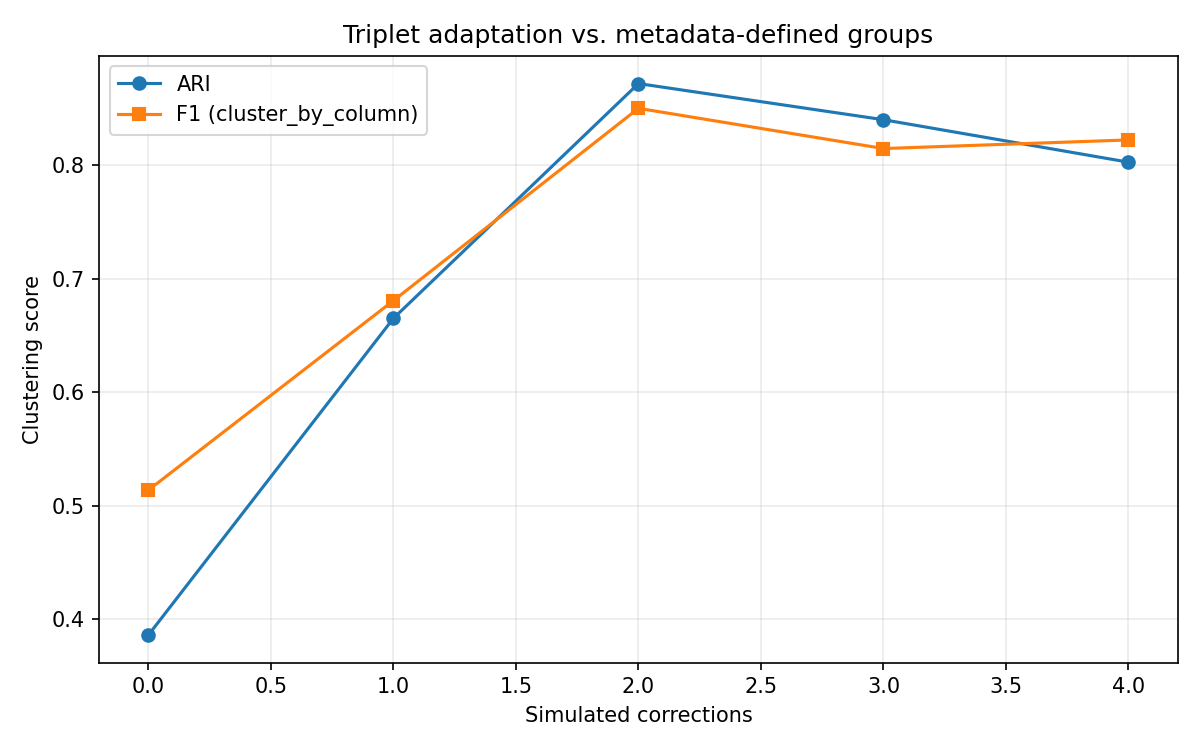 Triplet adaptation vs. metadata-defined groups
ARI
F1 (cluster_by_column)
Clustering score
0.8
0.7
0.6
0.5
0.4
0.0 0.5 1.0 1.5 2.0 2.5 3.0 3.5 4.0
Simulated corrections